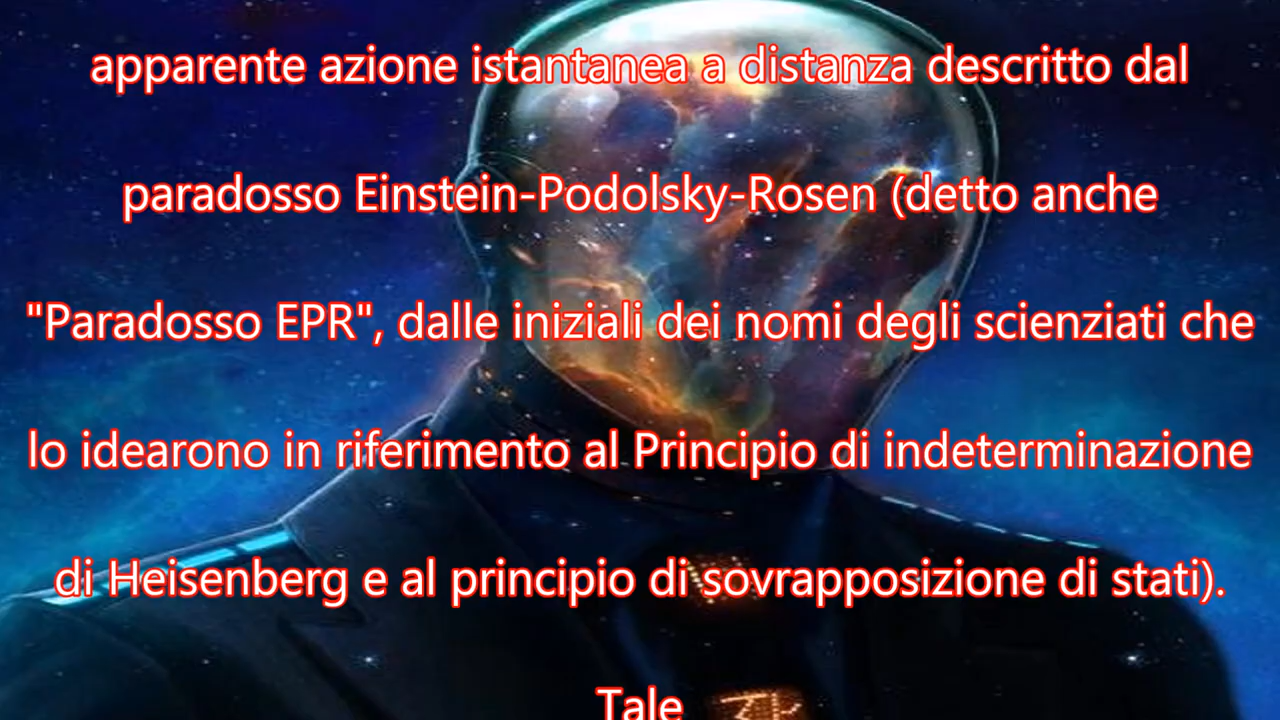 apparente azione istantanea a distanza descritto dal
paradosso Einstein-Podolsky-Rosen (detto anche
"Paradosso EPR", dalle iniziali dei nomi degli scienziati che
lo idearono in riferimento al Principio di indeterminazione
di Heisenberg e al principio di sovrapposizione di stati).
Tale